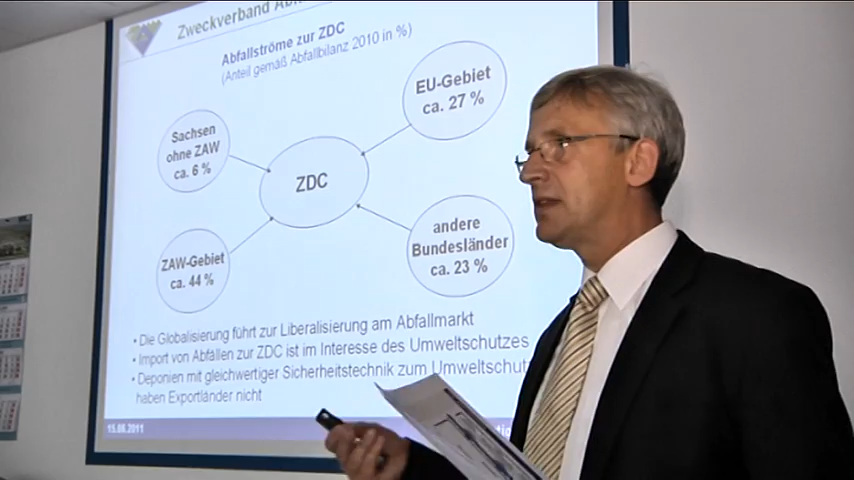 Zweckverband
Abfallströme zur ZDC
(Anteil gemäß Abfallbilanz 2010 in %)
EU-Gebiet
ca. 27 %
Sachsen
ohne ZAW
ca. 6 %
ZDC
andere
Bundesländer
ca. 23 %
ZAW-Gebiet
ca. 44 %
• Die Globalisierung führt zur Liberalisierung am Abfallmarkt
• Import von Abfällen zur ZDC ist im Interesse des Umweltschutzes
• Deponien mit gleichwertiger Sicherheitstechnik zum Umweltschutz
haben Exportländer nicht
15.08.2011